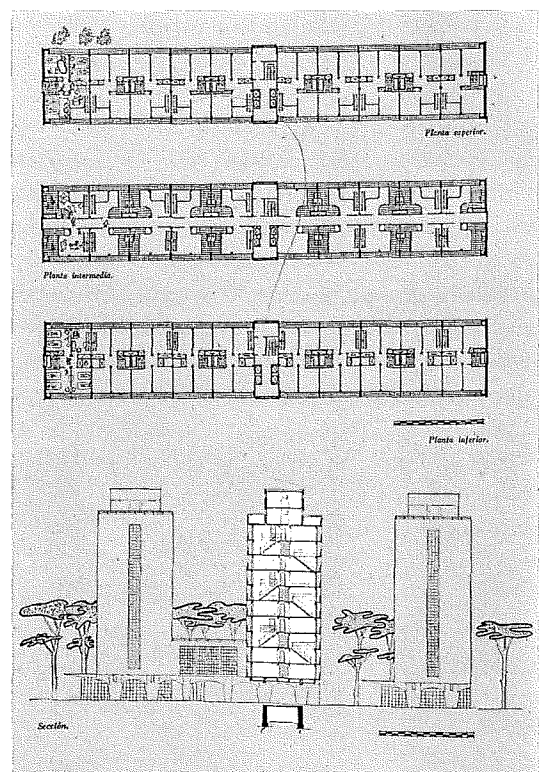 Planta superior.
Planta intermedia.
Planta inferior.
Sección.